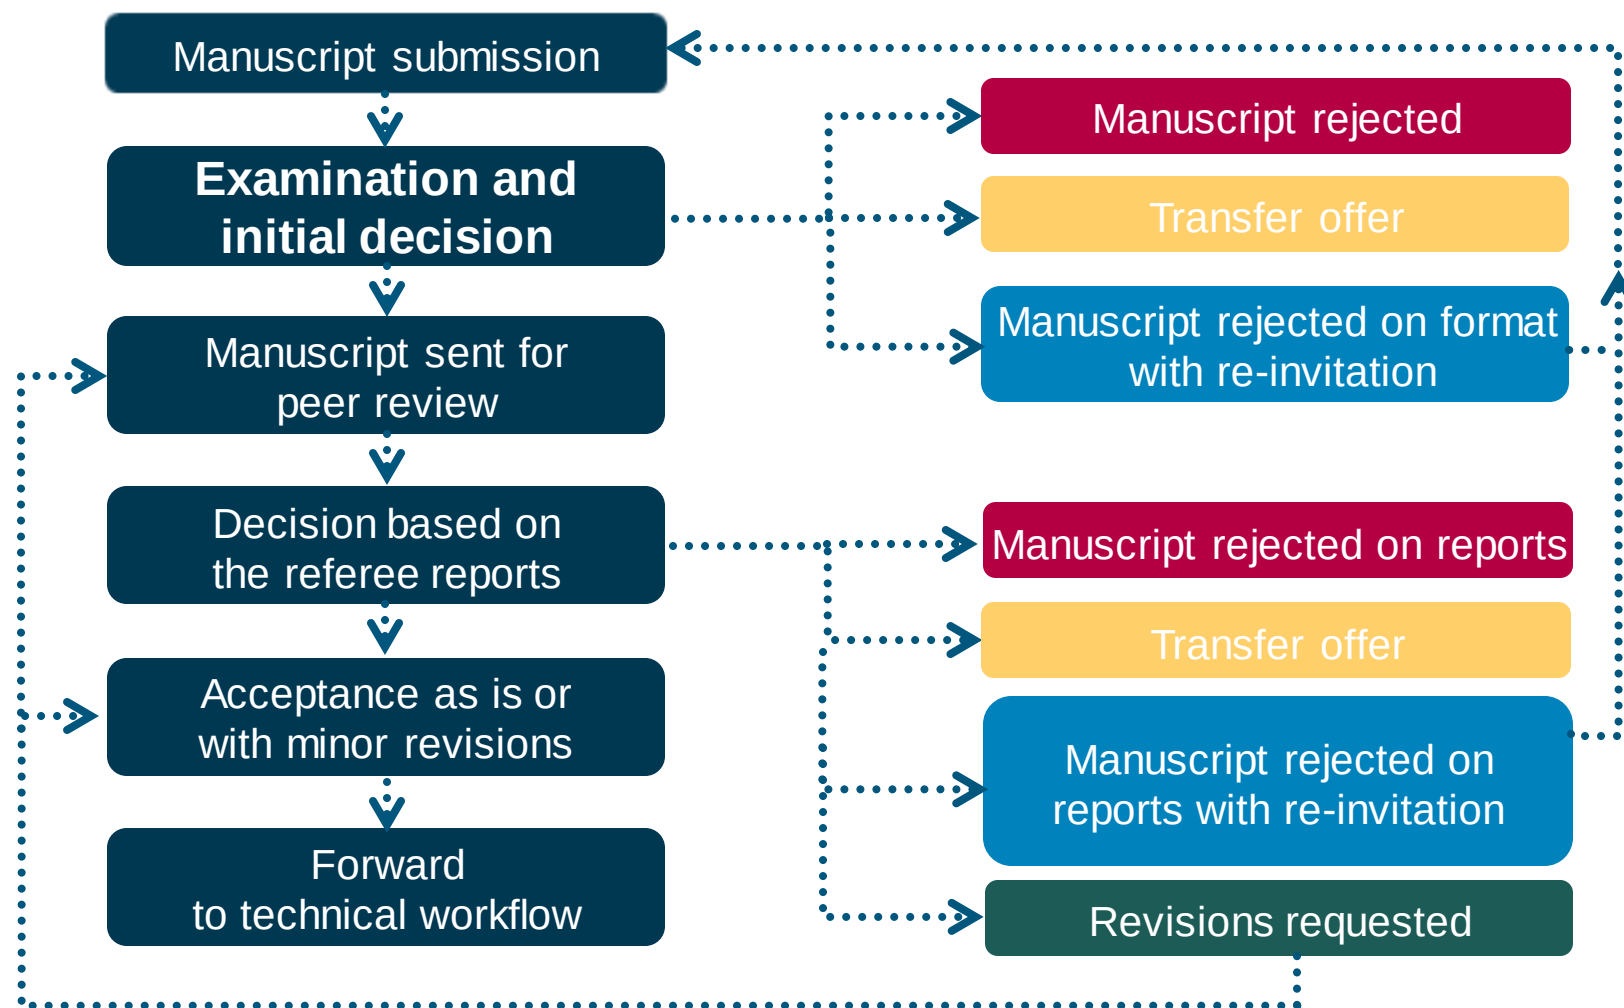 Manuscript submission
Examination and
initial decision
Manuscript sent for
peer review
Decision based on
the referee reports
Acceptance as is or
with minor revisions
Forward
to technical workflow
Manuscript rejected
Transfer offer
Manuscript rejected on format
with re-invitation
Manuscript rejected on reports
Transfer offer
Manuscript rejected on
reports with re-invitation
Revisions requested